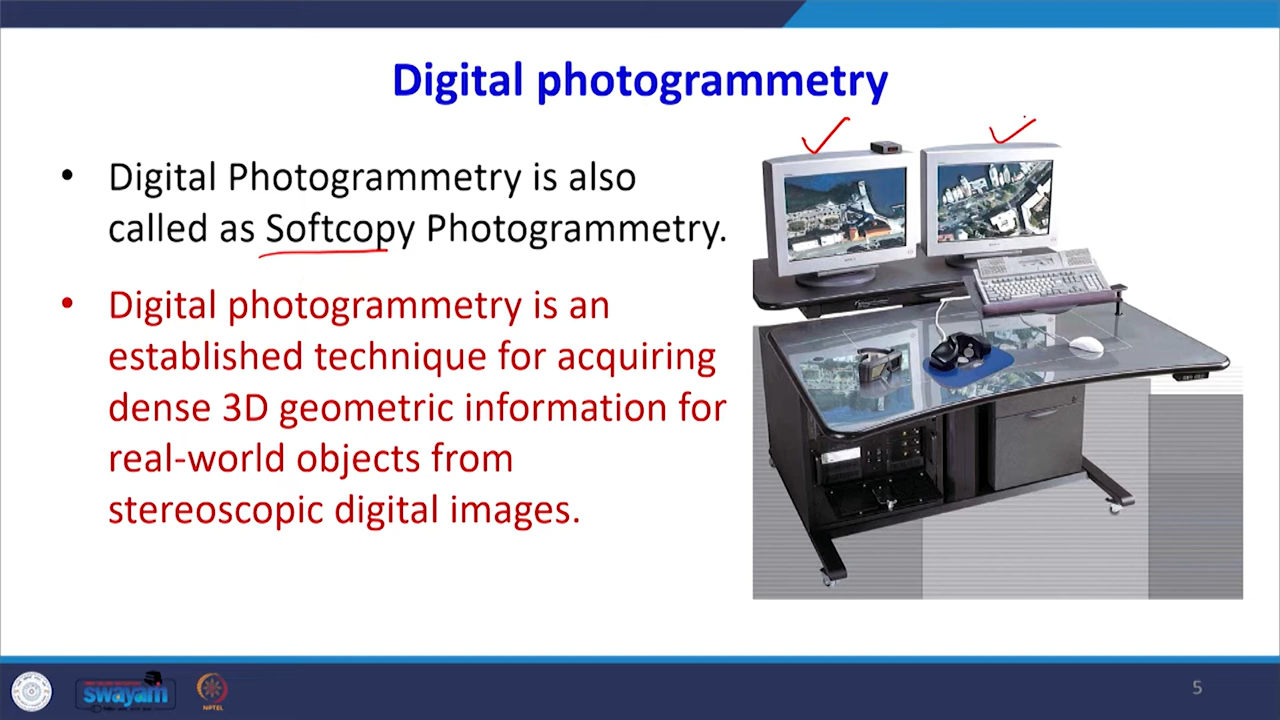 Digital photogrammetry
• Digital Photogrammetry is also
called as Softcopy Photogrammetry.
• Digital photogrammetry is an
established technique for acquiring
dense 3D geometric information for
real-world objects from
stereoscopic digital images.
swayam
NPTEL
5